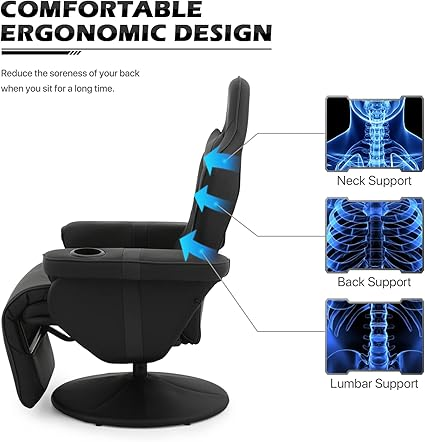 COMFORTABLE
ERGONOMIC DESIGN
Reduce the soreness of your back
when you sit for a long time.
Neck Support
Back Support
Lumbar Support